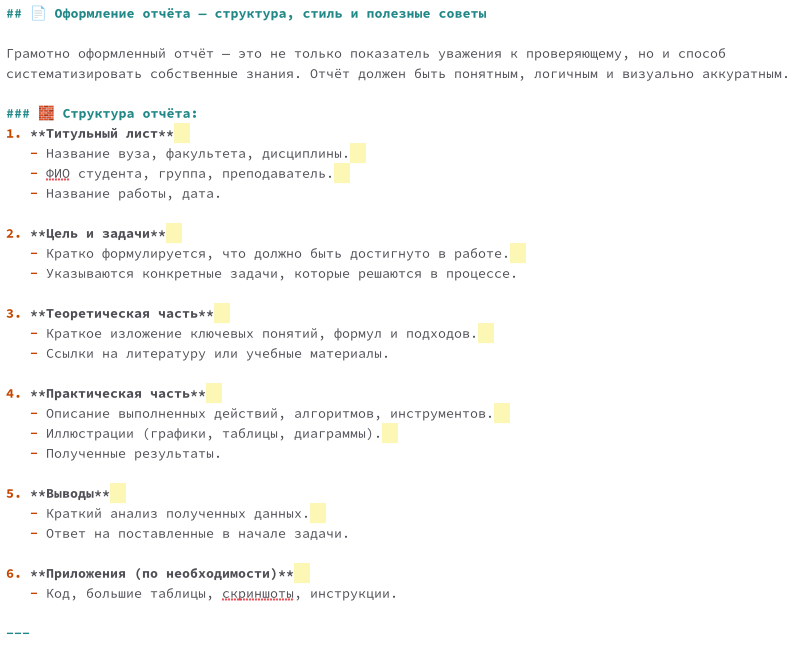 ## 📄 Оформление отчёта — структура, стиль и полезные советы
Грамотно оформленный отчёт — это не только показатель уважения к проверяющему, но и способ
систематизировать собственные знания. Отчёт должен быть понятным, логичным и визуально аккуратным.
### 🧱 Структура отчёта:
1. **Титульный лист**
- Название вуза, факультета, дисциплины.
- ФИО студента, группа, преподаватель.
- Название работы, дата.
2. **Цель и задачи**
- Кратко формулируется, что должно быть достигнуто в работе.
- Указываются конкретные задачи, которые решаются в процессе.
3. **Теоретическая часть**
- Краткое изложение ключевых понятий, формул и подходов.
- Ссылки на литературу или учебные материалы.
4. **Практическая часть**
- Описание выполненных действий, алгоритмов, инструментов.
- Иллюстрации (графики, таблицы, диаграммы).
- Полученные результаты.
5. **Выводы**
- Краткий анализ полученных данных.
- Ответ на поставленные в начале задачи.
6. **Приложения (по необходимости)**
- Код, большие таблицы, скриншоты, инструкции.
---